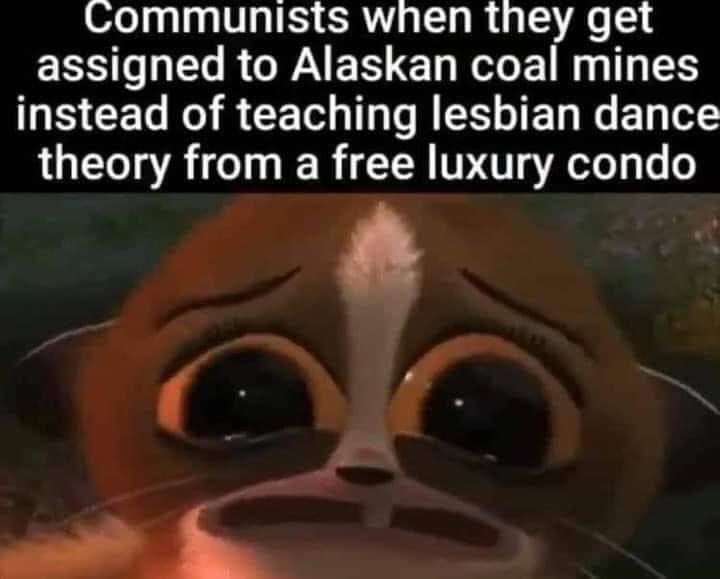 Communists when they get
assigned to Alaskan coal mines
instead of teaching lesbian dance
theory from a free luxury condo